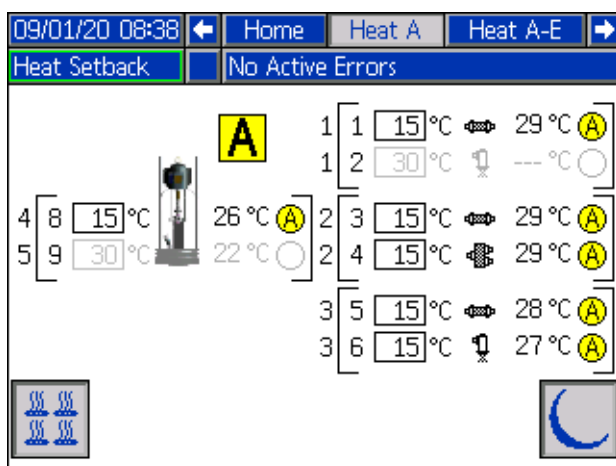 09/01/20 08:38 Home Heat A Heat A-E
Heat Setback No Active Errors
A
1 1 15 °C 29 °C A
1 2 30 °C --- °C
4 8 15 °C 26 °C A 2 3 15 °C 29 °C A
5 9 30 °C 22 °C 2 4 15 °C 29 °C A
3 5 15 °C 28 °C A
3 6 15 °C 27 °C A